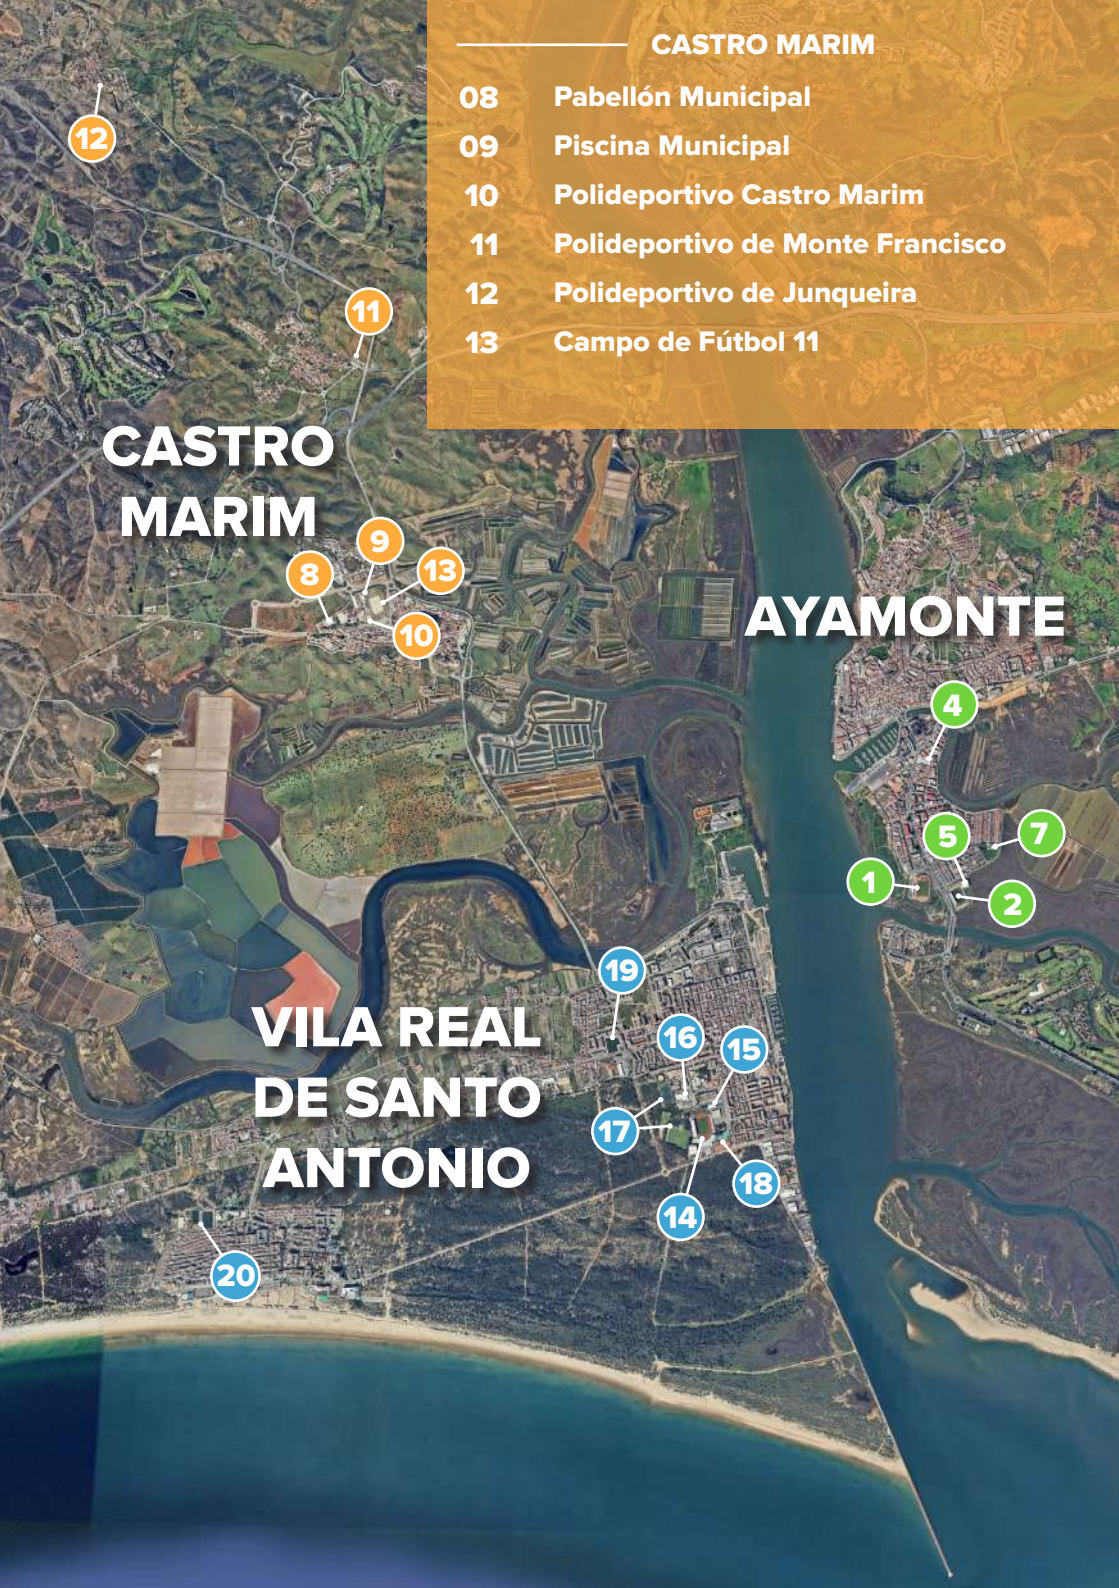 CASTRO MARIM
08 Pabellón Municipal
09 Piscina Municipal
10 Polideportivo Castro Marim
11 Polideportivo de Monte Francisco
12 Polideportivo de Junqueira
13 Campo de Fútbol 11
12
11
CASTRO
MARIM
9
8
13
10
AYAMONTE
4
5
7
1
2
19
VILA REAL
DE SANTO
ANTONIO
16
15
17
18
14
20